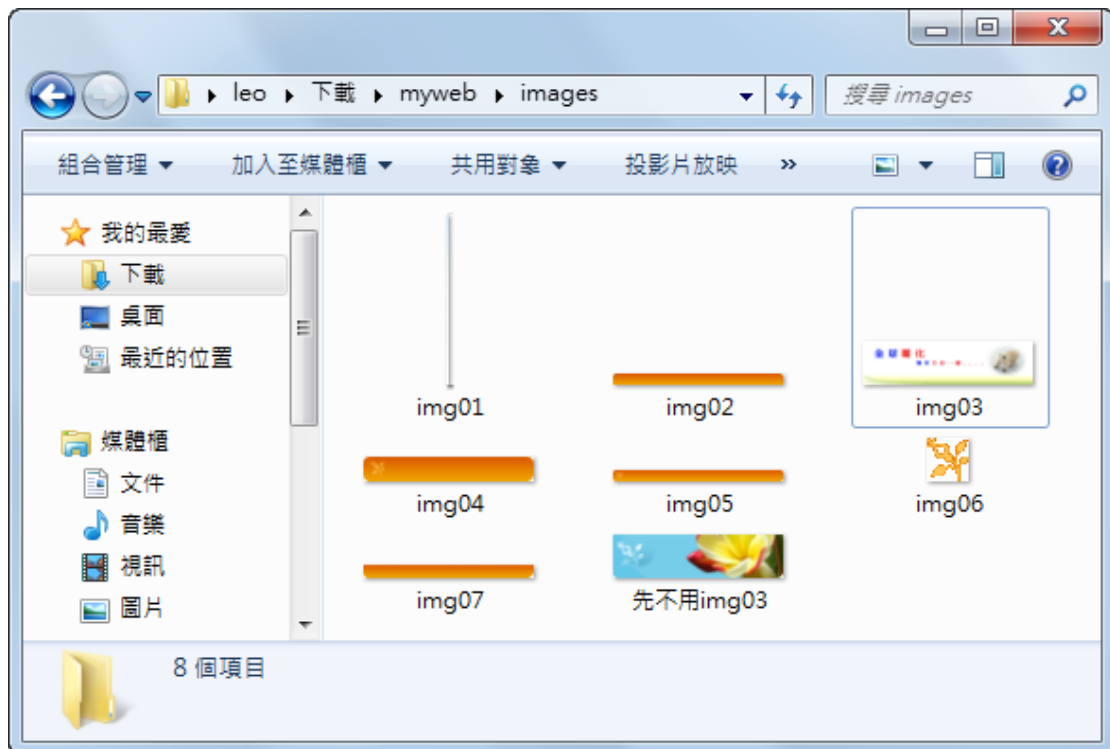 leo ▸ 下載 ▸ myweb ▸ images
搜尋 images
組合管理 加入至媒體櫃 共用對象 投影片放映 »
我的最愛
下載
桌面
最近的位置
媒體櫃
文件
音樂
視訊
圖片
img01 img02 img03
img04 img05 img06
img07 先不用img03
8 個項目